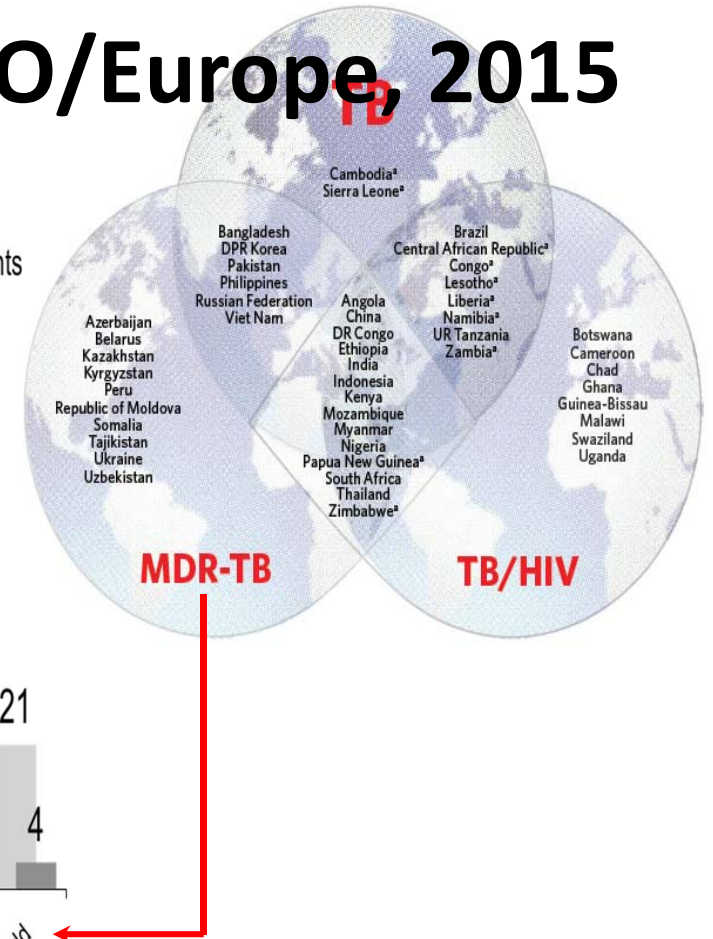 O/Europe, 2015
TB
Cambodiaª
Sierra Leoneª
nts
Bangladesh
DPR Korea
Pakistan
Philippines
Russian Federation
Viet Nam
Brazil
Central African Republicª
Congoª
Lesothoª
Liberiaª
Namibiaª
UR Tanzania
Zambiaª
Angola
China
DR Congo
Ethiopia
India
Indonesia
Kenya
Mozambique
Myanmar
Nigeria
Papua New Guineaª
South Africa
Thailand
Zimbabweª
Azerbaijan
Belarus
Kazakhstan
Kyrgyzstan
Peru
Republic of Moldova
Somalia
Tajikistan
Ukraine
Uzbekistan
Botswana
Cameroon
Chad
Ghana
Guinea-Bissau
Malawi
Swaziland
Uganda
MDR-TB
TB/HIV
21
4